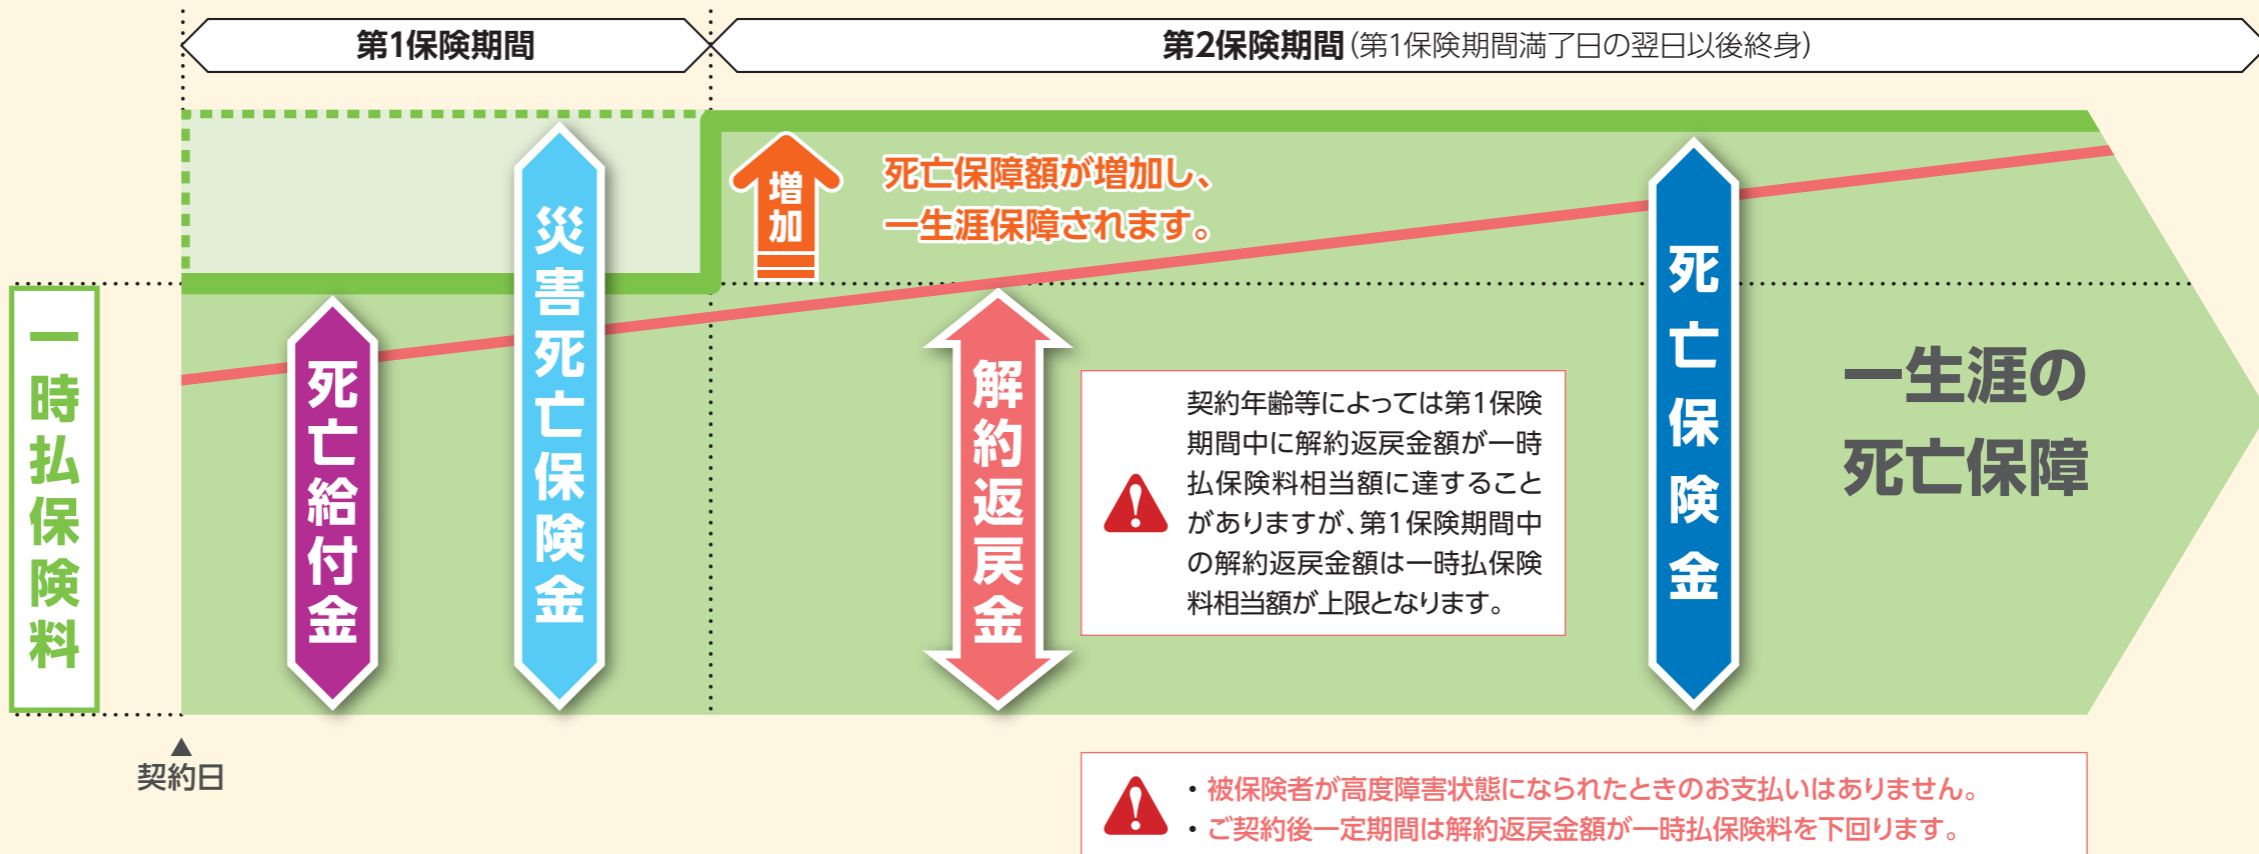 第1保険期間
第2保険期間(第1保険期間満了日の翌日以後終身)
増加
死亡保障額が増加し、
一生涯保障されます。
一時払保険料
死亡給付金
災害死亡保険金
解約返戻金
契約年齢等によっては第1保険
期間中に解約返戻金額が一時
払保険料相当額に達すること
がありますが、第1保険期間中
の解約返戻金額は一時払保険
料相当額が上限となります。
死亡保険金
一生涯の
死亡保障
▲
契約日
・被保険者が高度障害状態になられたときのお支払いはありません。
・ご契約後一定期間は解約返戻金額が一時払保険料を下回ります。